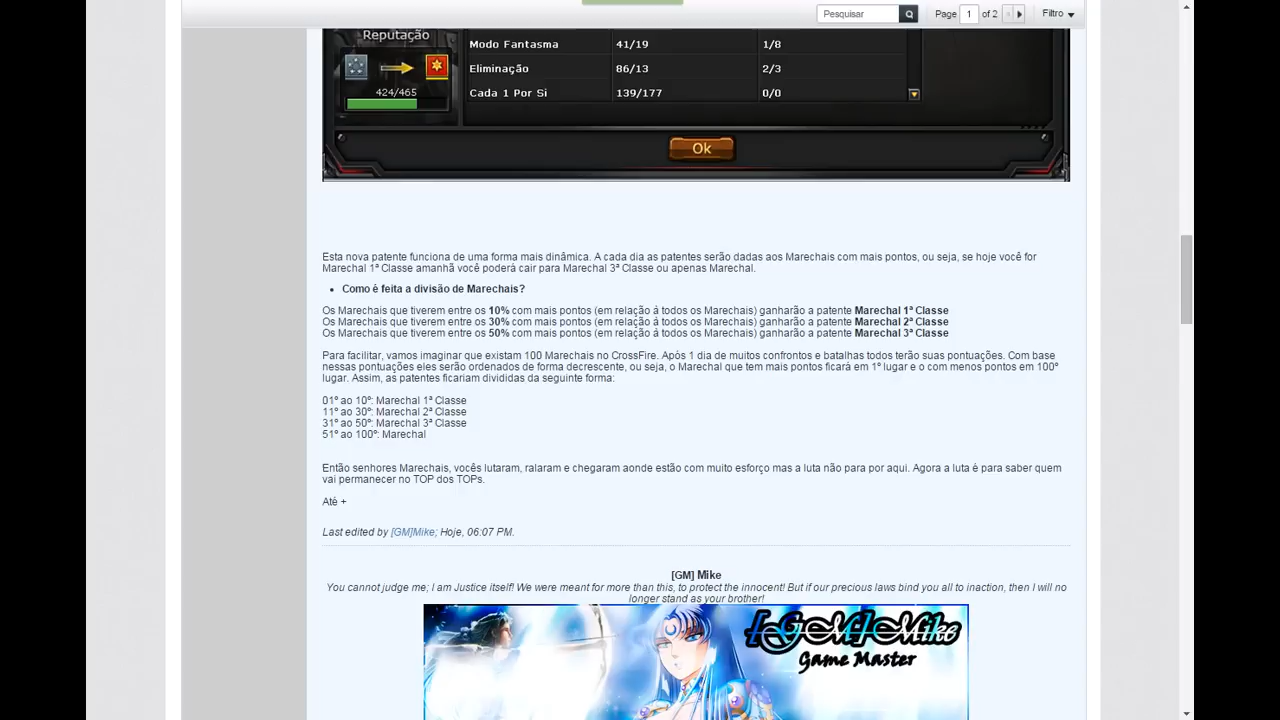 Pesquisar Page 1 of 2 Filtro
Reputação
Modo Fantasma 41/19 1/8
Eliminação 86/13 2/3
424/465
Cada 1 Por Si 139/177 0/0
Ok
Esta nova patente funciona de uma forma mais dinâmica. A cada dia as patentes serão dadas aos Marechais com mais pontos, ou seja, se hoje você for
Marechal 1ª Classe amanhã você poderá cair para Marechal 3ª Classe ou apenas Marechal.
• Como é feita a divisão de Marechais?
Os Marechais que tiverem entre os 10% com mais pontos (em relação á todos os Marechais) ganharão a patente Marechal 1ª Classe
Os Marechais que tiverem entre os 30% com mais pontos (em relação á todos os Marechais) ganharão a patente Marechal 2ª Classe
Os Marechais que tiverem entre os 50% com mais pontos (em relação á todos os Marechais) ganharão a patente Marechal 3ª Classe
Para facilitar, vamos imaginar que existam 100 Marechais no CrossFire. Após 1 dia de muitos confrontos e batalhas todos terão suas pontuações. Com base
nessas pontuações eles serão ordenados de forma decrescente, ou seja, o Marechal que tem mais pontos ficará em 1º lugar e o com menos pontos em 100º
lugar. Assim, as patentes ficariam divididas da seguinte forma:
01º ao 10º: Marechal 1ª Classe
11º ao 30º: Marechal 2ª Classe
31º ao 50º: Marechal 3ª Classe
51º ao 100º: Marechal
Então senhores Marechais, vocês lutaram, ralaram e chegaram aonde estão com muito esforço mas a luta não para por aqui. Agora a luta é para saber quem
vai permanecer no TOP dos TOPs.
Até +
Last edited by [GM]Mike; Hoje, 06:07 PM.
[GM] Mike
You cannot judge me; I am Justice itself! We were meant for more than this, to protect the innocent! But if our precious laws bind you all to inaction, then I will no
longer stand as your brother!
[GM] Mike
Game Master